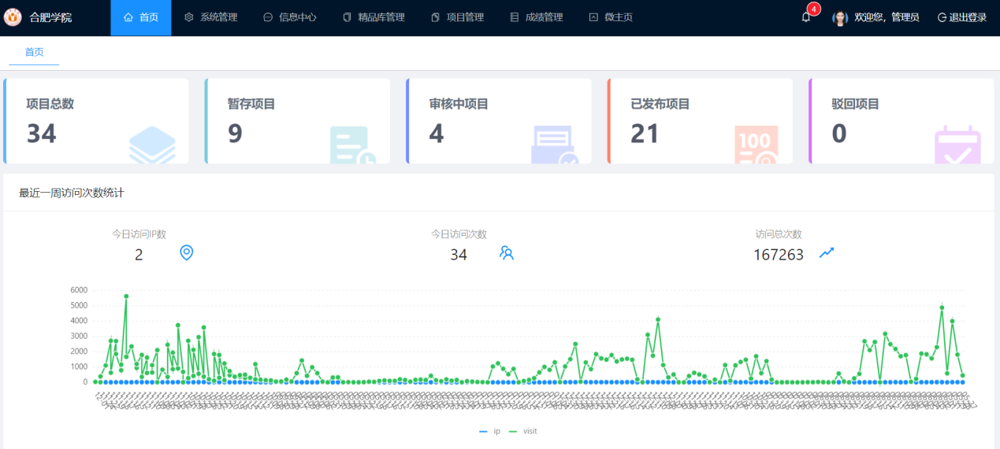 合肥学院 首页 系统管理 信息中心 精品库管理 项目管理 成绩管理 微主页 4 欢迎您，管理员 退出登录
首页
项目总数 暂存项目 审核中项目 已发布项目 驳回项目
34 9 4 21 0
100
最近一周访问次数统计
今日访问IP数 今日访问次数 访问总次数
2 34 167263
6000
5000
4000
3000
2000
1000
0
ip visit